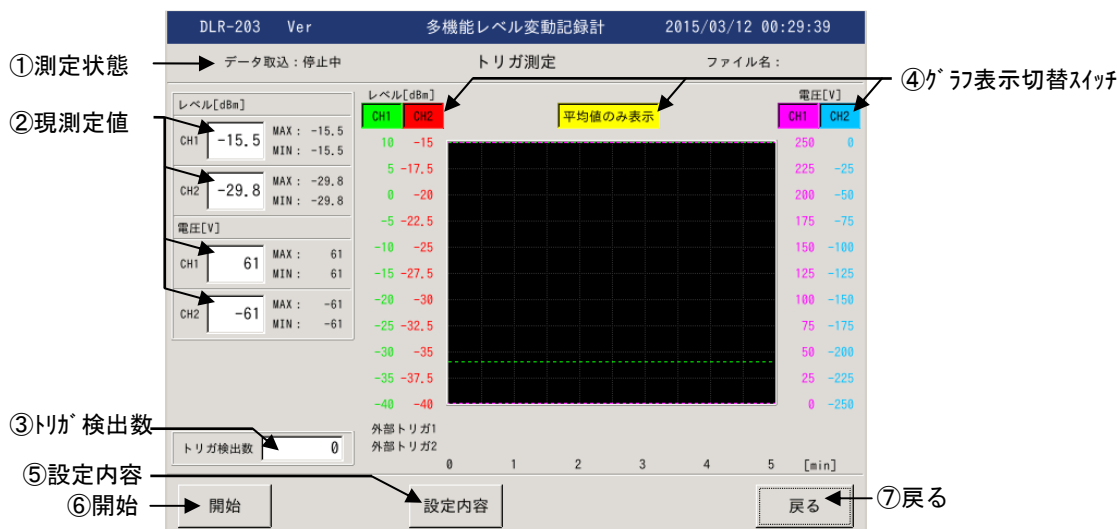 DLR-203 Ver 多機能レベル変動記録計 2015/03/12 00:29:39
①測定状態
データ取込：停止中 トリガ測定 ファイル名：
④ｸﾞﾗﾌ表示切替ｽｲｯﾁ
②現測定値
レベル[dBm]
CH1 -15.5 MAX： -15.5
MIN： -15.5
CH2 -29.8 MAX： -29.8
MIN： -29.8
電圧[V]
CH1 61 MAX： 61
MIN： 61
CH2 -61 MAX： -61
MIN： -61
③ﾄﾘｶﾞ検出数
トリガ検出数 0
レベル[dBm] 電圧[V]
CH1 CH2 平均値のみ表示 CH1 CH2
10 -15 250 0
5 -17.5 225 -25
0 -20 200 -50
-5 -22.5 175 -75
-10 -25 150 -100
-15 -27.5 125 -125
-20 -30 100 -150
-25 -32.5 75 -175
-30 -35 50 -200
-35 -37.5 25 -225
-40 -40 0 -250
外部トリガ1
外部トリガ2
0 1 2 3 4 5 [min]
⑤設定内容
⑥開始 開始 設定内容 戻る ⑦戻る